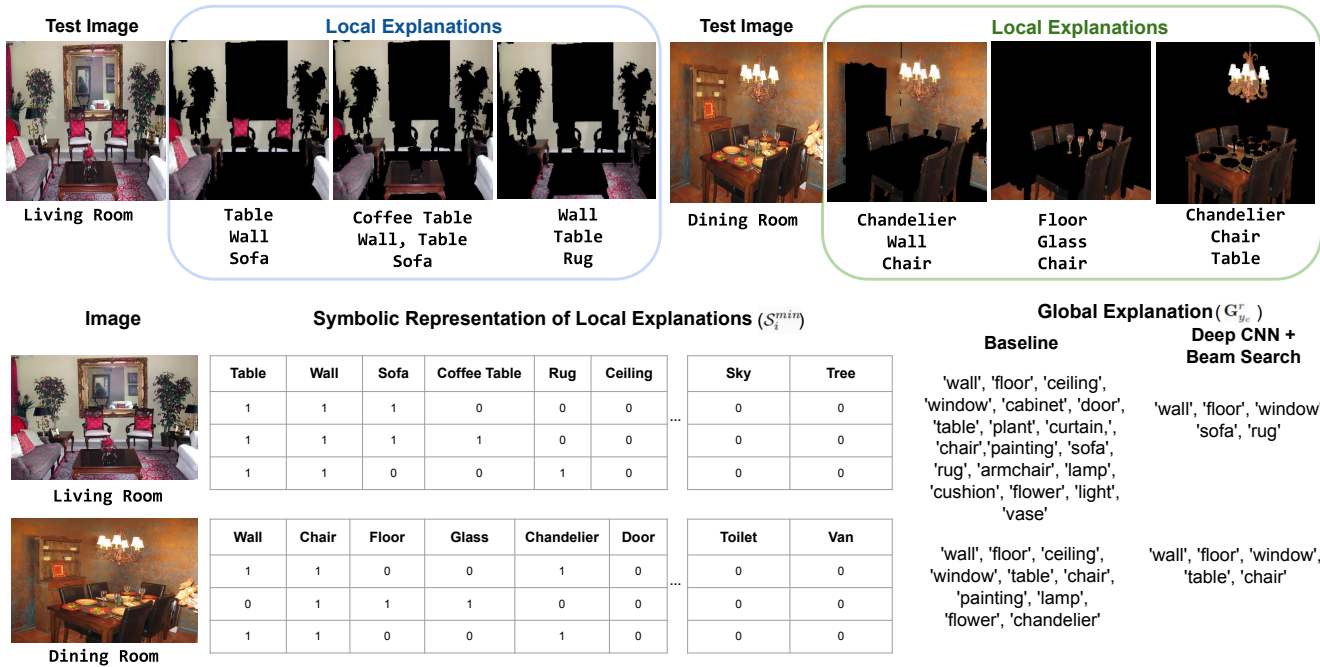 Test Image
Local Explanations
Test Image
Local Explanations
Living Room
Table
Wall
Sofa
Coffee Table
Wall, Table
Sofa
Wall
Table
Rug
Dining Room
Chandelier
Wall
Chair
Floor
Glass
Chair
Chandelier
Chair
Table
Image
Symbolic Representation of Local Explanations (𝒮ᵢᵐⁱⁿ)
Global Explanation (G^r_{y_c})
Baseline
Deep CNN +
Beam Search
Table Wall Sofa Coffee Table Rug Ceiling Sky Tree
1 1 1 0 0 0 ... 0 0
1 1 1 1 0 0 0 0
1 1 0 0 1 0 0 0
Living Room
'wall', 'floor', 'ceiling',
'window', 'cabinet', 'door',
'table', 'plant', 'curtain,',
'chair','painting', 'sofa',
'rug', 'armchair', 'lamp',
'cushion', 'flower', 'light',
'vase'
'wall', 'floor', 'window'
'sofa', 'rug'
Wall Chair Floor Glass Chandelier Door Toilet Van
1 1 0 0 1 0 ... 0 0
0 1 1 1 0 0 0 0
1 1 0 0 1 0 0 0
Dining Room
'wall', 'floor', 'ceiling',
'window', 'table', 'chair',
'painting', 'lamp',
'flower', 'chandelier'
'wall', 'floor', 'window',
'table', 'chair'